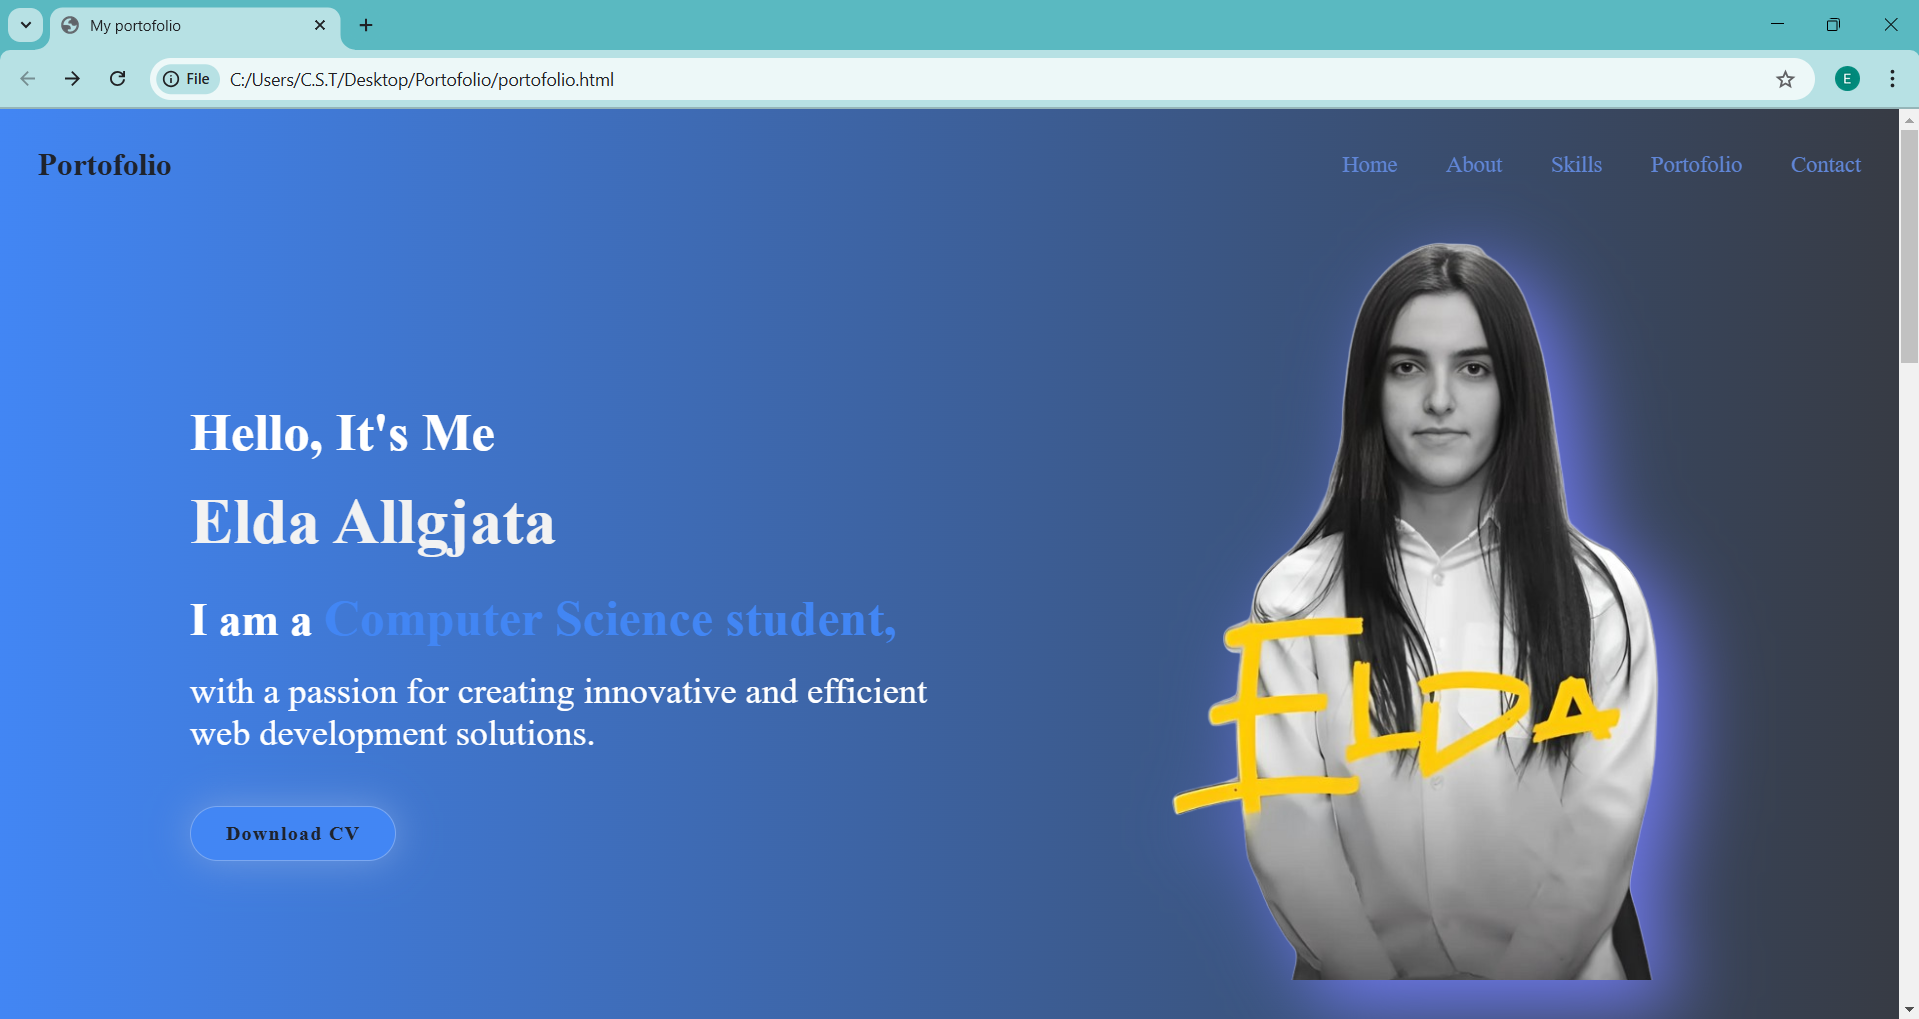 My portofolio
File
C:/Users/C.S.T/Desktop/Portofolio/portofolio.html
E
Portofolio
Home About Skills Portofolio Contact
Hello, It's Me
Elda Allgjata
I am a Computer Science student,
with a passion for creating innovative and efficient
web development solutions.
Download CV
ELDA